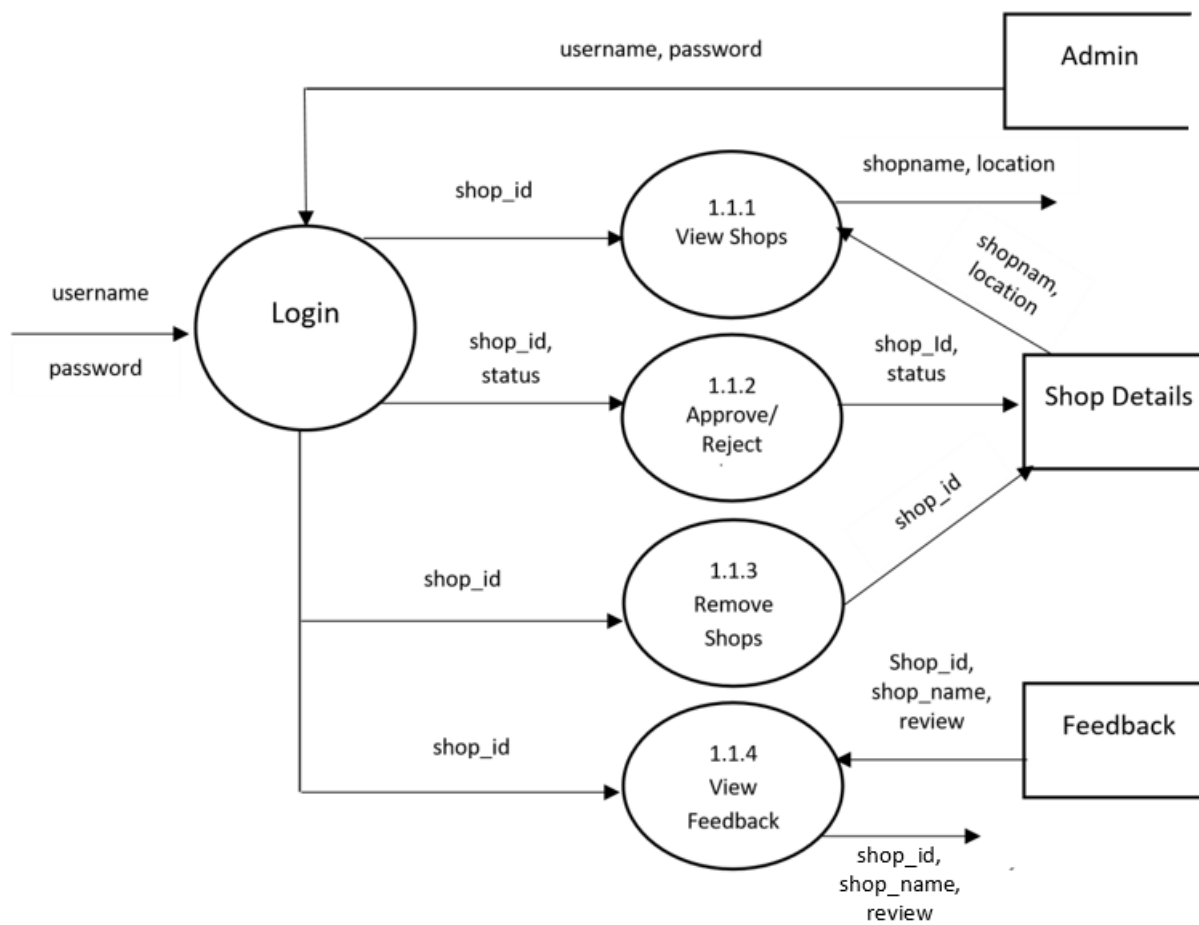 Admin
username, password
shopname, location
shop_id
1.1.1
View Shops
shopnam,
location
username
password
Login
shop_id,
status
1.1.2
Approve/
Reject
shop_Id,
status
Shop Details
shop_id
shop_id
1.1.3
Remove
Shops
Shop_id,
shop_name,
review
Feedback
shop_id
1.1.4
View
Feedback
shop_id,
shop_name,
review